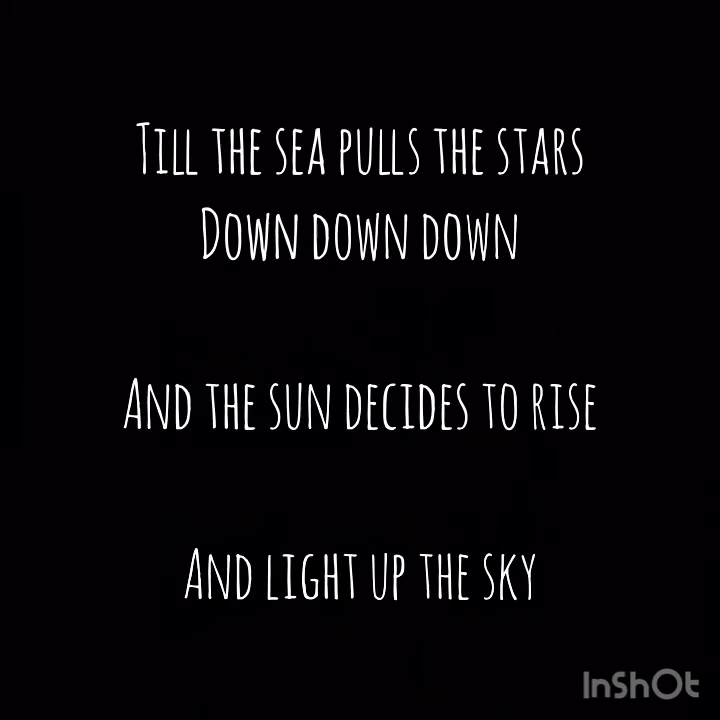 Till the sea pulls the stars
Down down down
And the sun decides to rise
And light up the sky
InShOt